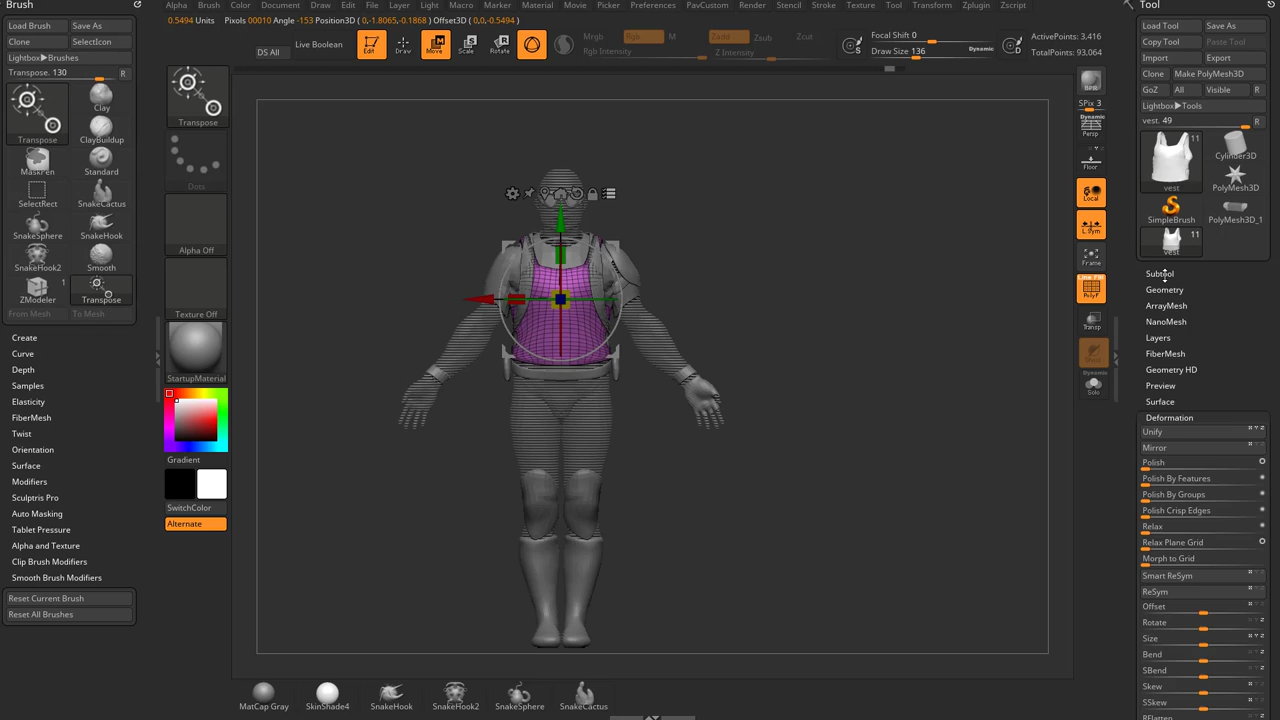 Brush
Alpha Brush Color Document Draw Edit File Layer Light Macro Marker Material Movie Picker Preferences PavCustom Render Stencil Stroke Texture Tool Transform Zplugin Zscript
Tool
Load Brush Save As
Clone SelectIcon
Lightbox▶Brushes
Transpose. 130 R
Transpose
Clay
ClayBuildup
MaskPen Standard
SelectRect SnakeCactus
SnakeSphere SnakeHook
SnakeHook2 Smooth
1
ZModeler Transpose
From Mesh To Mesh
Create
Curve
Depth
Samples
Elasticity
FiberMesh
Twist
Orientation
Surface
Modifiers
Sculptris Pro
Auto Masking
Tablet Pressure
Alpha and Texture
Clip Brush Modifiers
Smooth Brush Modifiers
Reset Current Brush
Reset All Brushes
0.5494 Units Pixels 00010 Angle -153 Position3D ( 0,-1.8065,-0.1868 ) Offset3D ( 0,0,-0.5494 )
DS All
Live Boolean
Edit Draw Move Scale Rotate
Mrgb Rgb
Rgb Intensity
Zadd Zsub Zcut
Z Intensity
S
Focal Shift 0
Draw Size 136 Dynamic
D
ActivePoints: 3,416
TotalPoints: 93,064
Transpose
Dots
Alpha Off
Texture Off
StartupMaterial
Gradient
SwitchColor
Alternate
BPR
SPix 3
Dynamic
Persp
Floor
Local
L.Sym
Frame
Line Fill
PolyF
Transp
Ghost
Dynamic
Solo
MatCap Gray SkinShade4 SnakeHook SnakeHook2 SnakeSphere SnakeCactus
Load Tool Save As
Copy Tool Paste Tool
Import Export
Clone Make PolyMesh3D
GoZ All Visible R
Lightbox▶Tools
vest. 49 R
11
vest
Cylinder3D
PolyMesh3D
SimpleBrush PolyMesh3D_
11
vest
Subtool
Geometry
ArrayMesh
NanoMesh
Layers
FiberMesh
Geometry HD
Preview
Surface
Deformation
Unify
Mirror
Polish
Polish By Features
Polish By Groups
Polish Crisp Edges
Relax
Relax Plane Grid
Morph to Grid
Smart ReSym
ReSym
Offset
Rotate
Size
Bend
SBend
Skew
SSkew
RFlatten